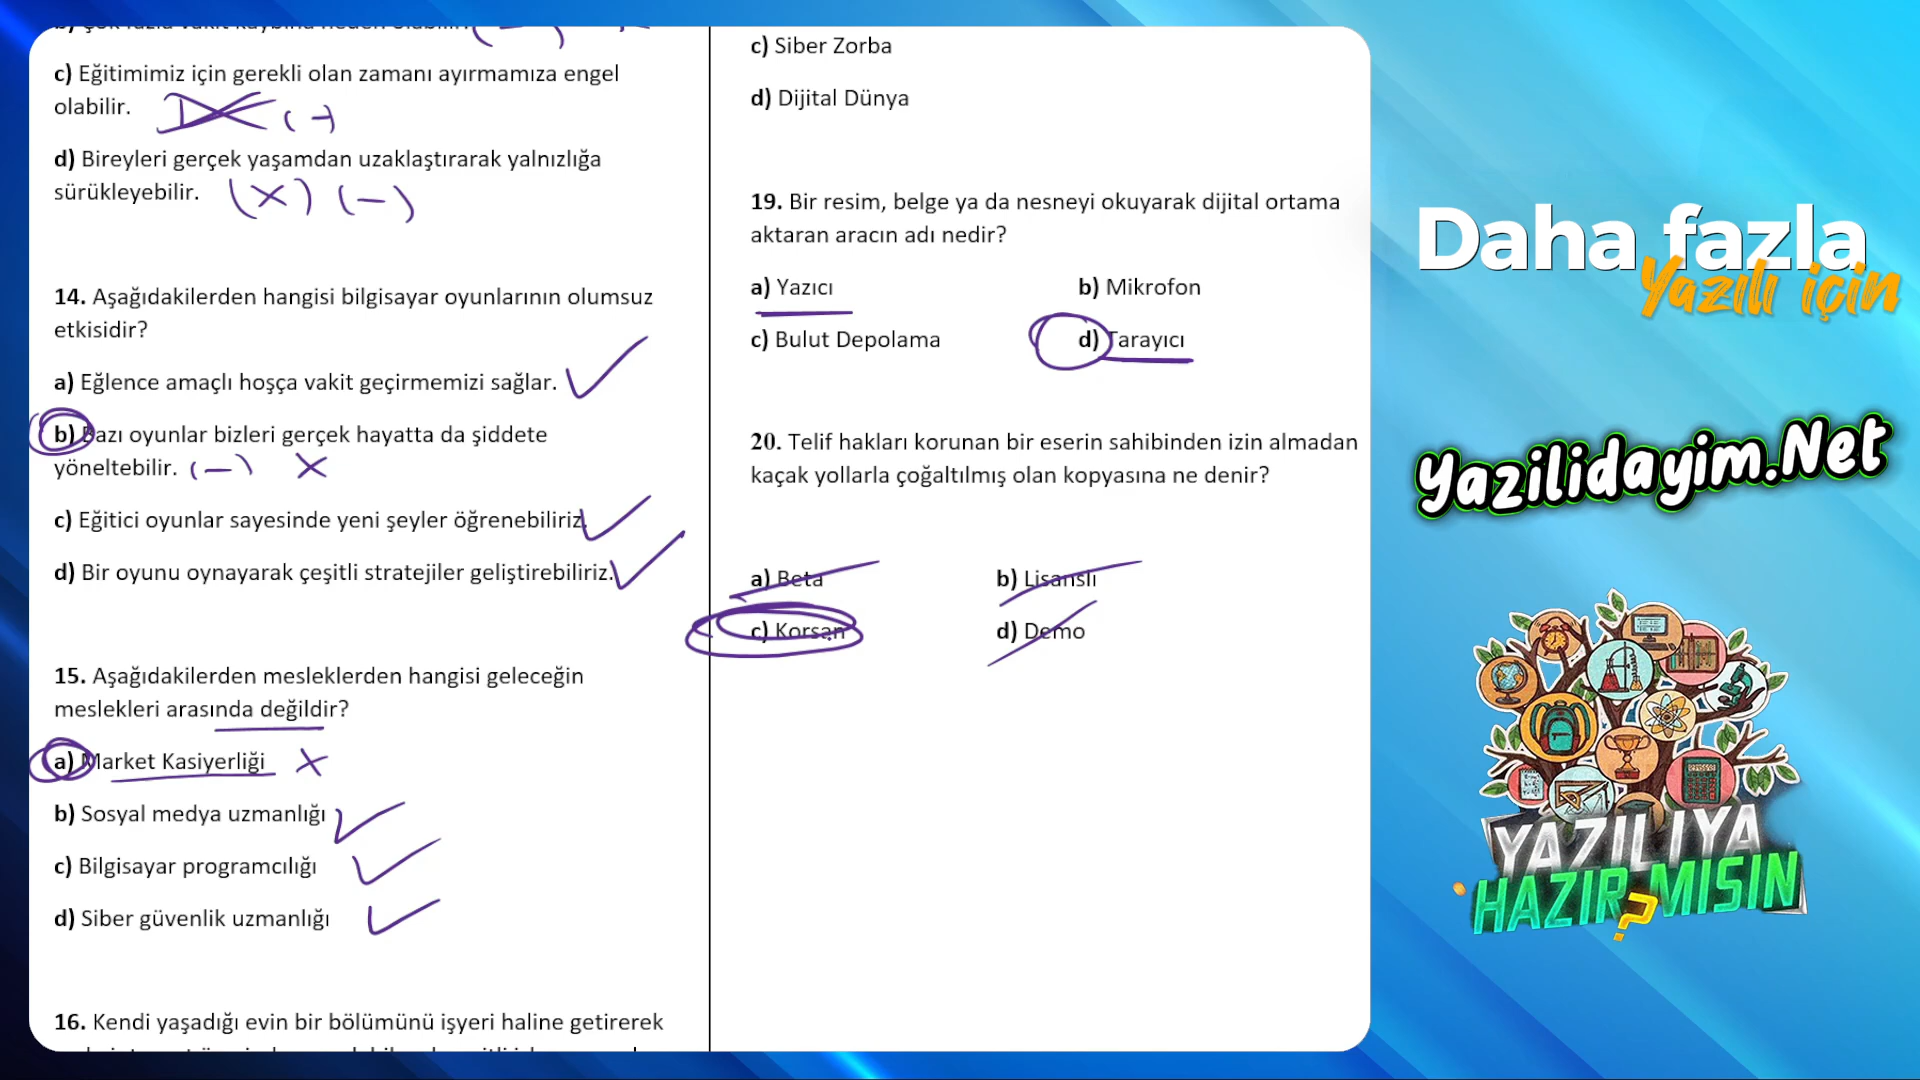 c) Eğitimimiz için gerekli olan zamanı ayırmamıza engel
olabilir.
(-)
d) Bireyleri gerçek yaşamdan uzaklaştırarak yalnızlığa
sürükleyebilir. (x) (-)
14. Aşağıdakilerden hangisi bilgisayar oyunlarının olumsuz
etkisidir?
a) Eğlence amaçlı hoşça vakit geçirmemizi sağlar.
b) Bazı oyunlar bizleri gerçek hayatta da şiddete
yöneltebilir. (-) x
c) Eğitici oyunlar sayesinde yeni şeyler öğrenebiliriz.
d) Bir oyunu oynayarak çeşitli stratejiler geliştirebiliriz.
15. Aşağıdakilerden mesleklerden hangisi geleceğin
meslekleri arasında değildir?
a) Market Kasiyerliği x
b) Sosyal medya uzmanlığı
c) Bilgisayar programcılığı
d) Siber güvenlik uzmanlığı
16. Kendi yaşadığı evin bir bölümünü işyeri haline getirerek
c) Siber Zorba
d) Dijital Dünya
19. Bir resim, belge ya da nesneyi okuyarak dijital ortama
aktaran aracın adı nedir?
a) Yazıcı b) Mikrofon
c) Bulut Depolama d) Tarayıcı
20. Telif hakları korunan bir eserin sahibinden izin almadan
kaçak yollarla çoğaltılmış olan kopyasına ne denir?
a) Beta b) Lisanslı
c) Korsan d) Demo
Daha fazla
Yazılı için
Yazilidayim.Net
YAZILIYA
HAZIR MISIN
?